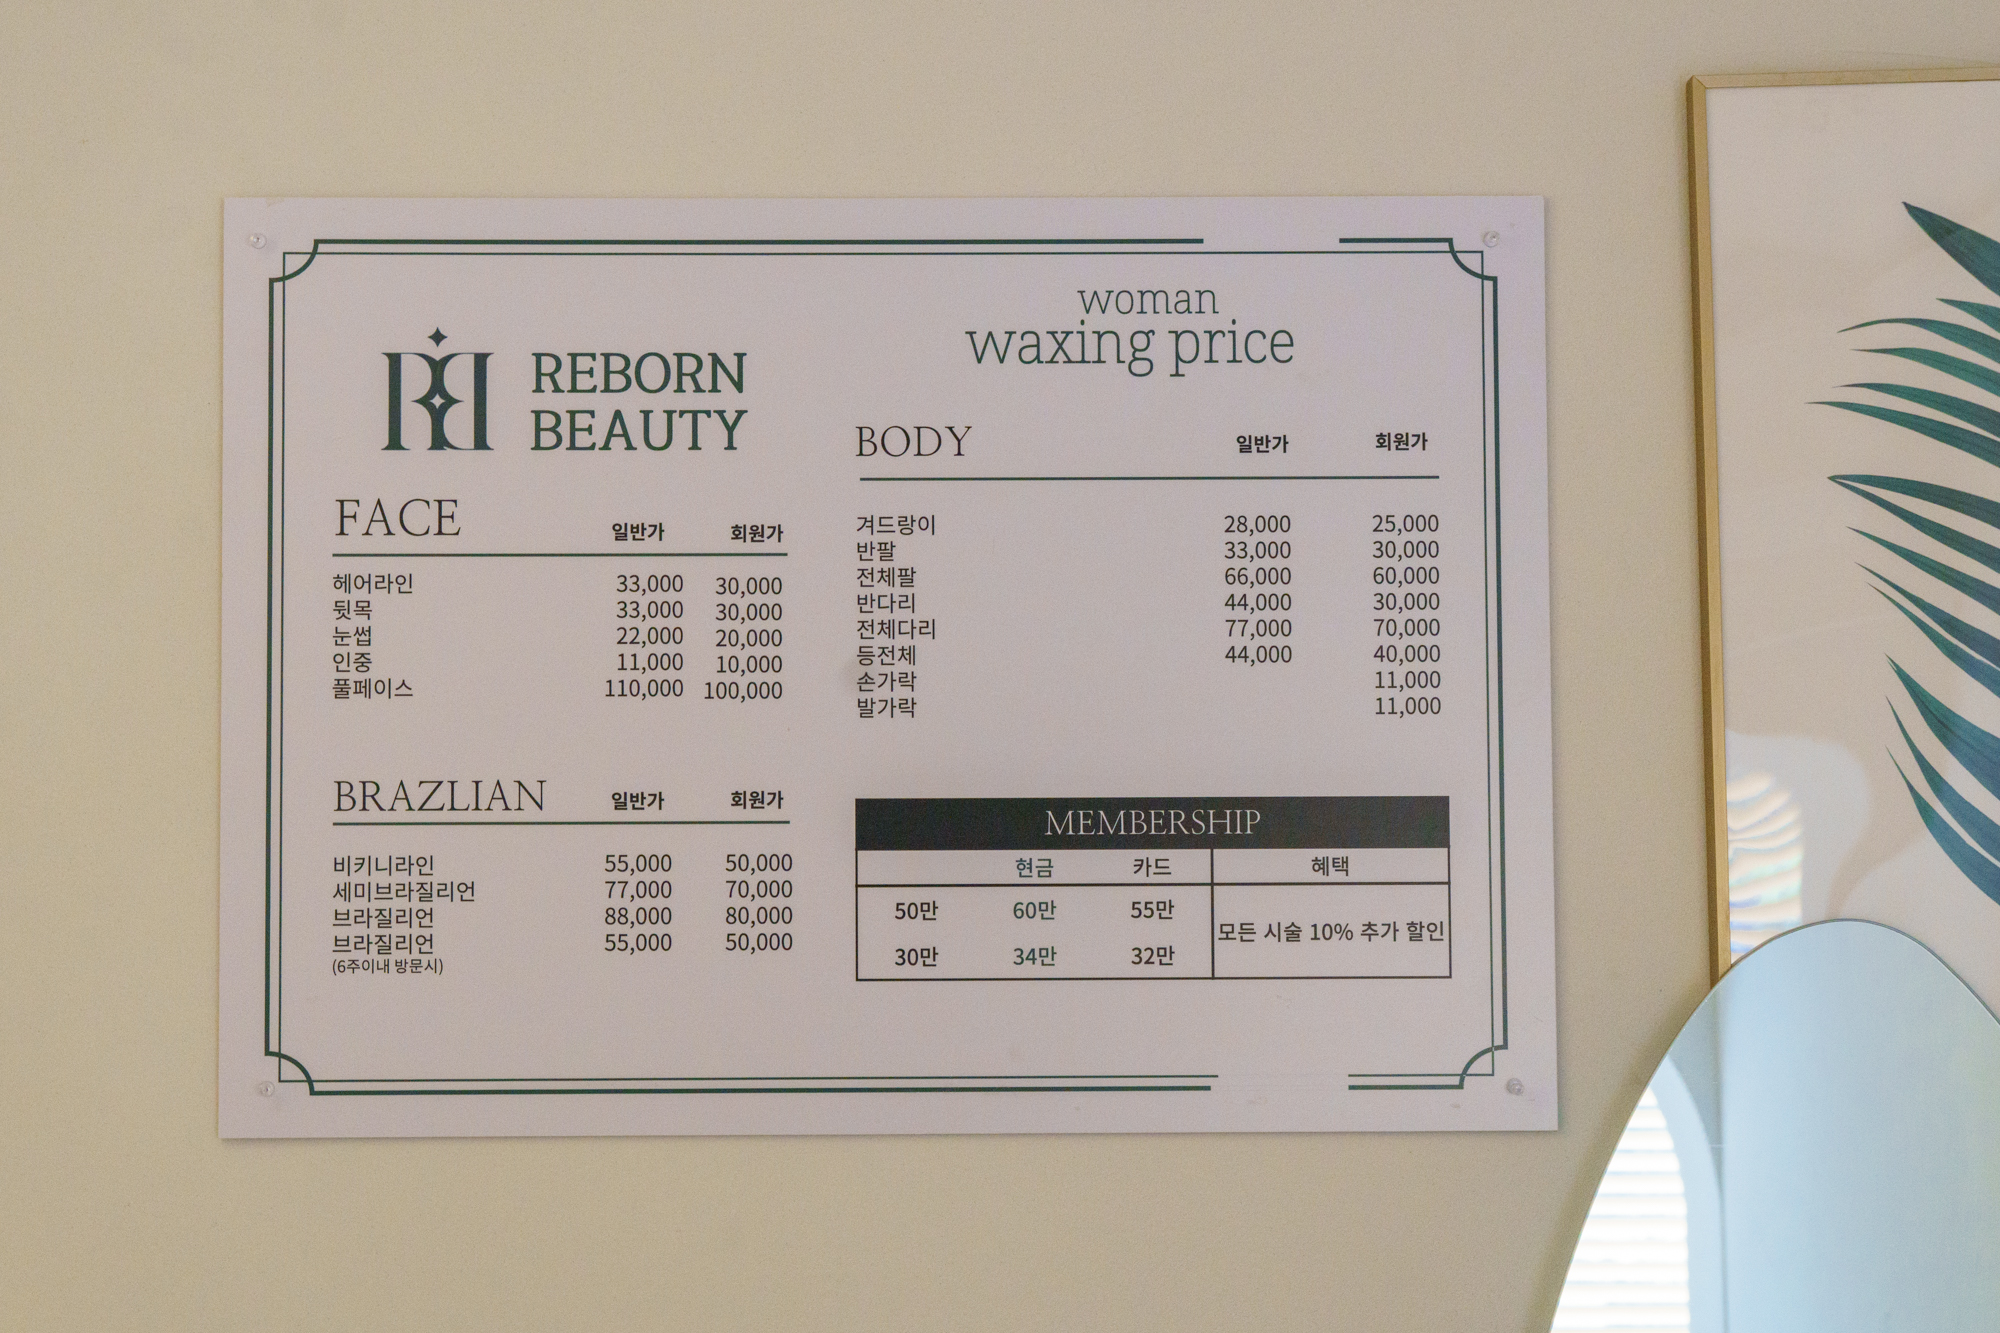 REBORN
BEAUTY
FACE 일반가 회원가
헤어라인 33,000 30,000
뒷목 33,000 30,000
눈썹 22,000 20,000
인중 11,000 10,000
풀페이스 110,000 100,000
BRAZLIAN 일반가 회원가
비키니라인 55,000 50,000
세미브라질리언 77,000 70,000
브라질리언 88,000 80,000
브라질리언 55,000 50,000
(6주이내 방문시)
woman
waxing price
BODY 일반가 회원가
겨드랑이 28,000 25,000
반팔 33,000 30,000
전체팔 66,000 60,000
반다리 44,000 30,000
전체다리 77,000 70,000
등전체 44,000 40,000
손가락 11,000
발가락 11,000
MEMBERSHIP
현금 카드 혜택
50만 60만 55만
모든 시술 10% 추가 할인
30만 34만 32만